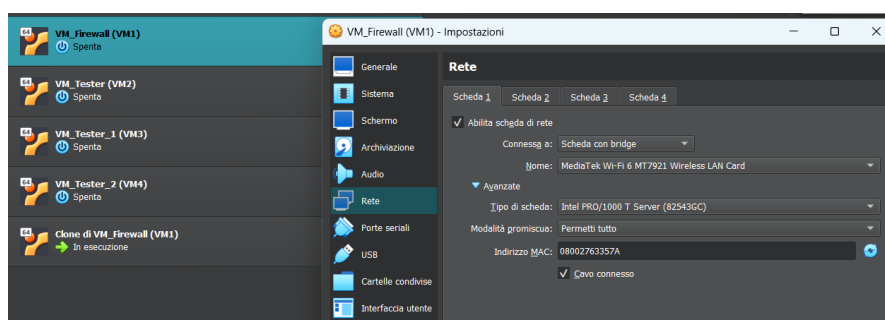 VM_Firewall (VM1)
Spenta
VM_Tester (VM2)
Spenta
VM_Tester_1 (VM3)
Spenta
VM_Tester_2 (VM4)
Spenta
Clone di VM_Firewall (VM1)
In esecuzione
VM_Firewall (VM1) - Impostazioni
Generale
Sistema
Schermo
Archiviazione
Audio
Rete
Porte seriali
USB
Cartelle condivise
Interfaccia utente
Rete
Scheda 1 Scheda 2 Scheda 3 Scheda 4
Abilita scheda di rete
Connessa a: Scheda con bridge
Nome: MediaTek Wi-Fi 6 MT7921 Wireless LAN Card
Avanzate
Tipo di scheda: Intel PRO/1000 T Server (82543GC)
Modalità promiscua: Permetti tutto
Indirizzo MAC: 08002763357A
Cavo connesso